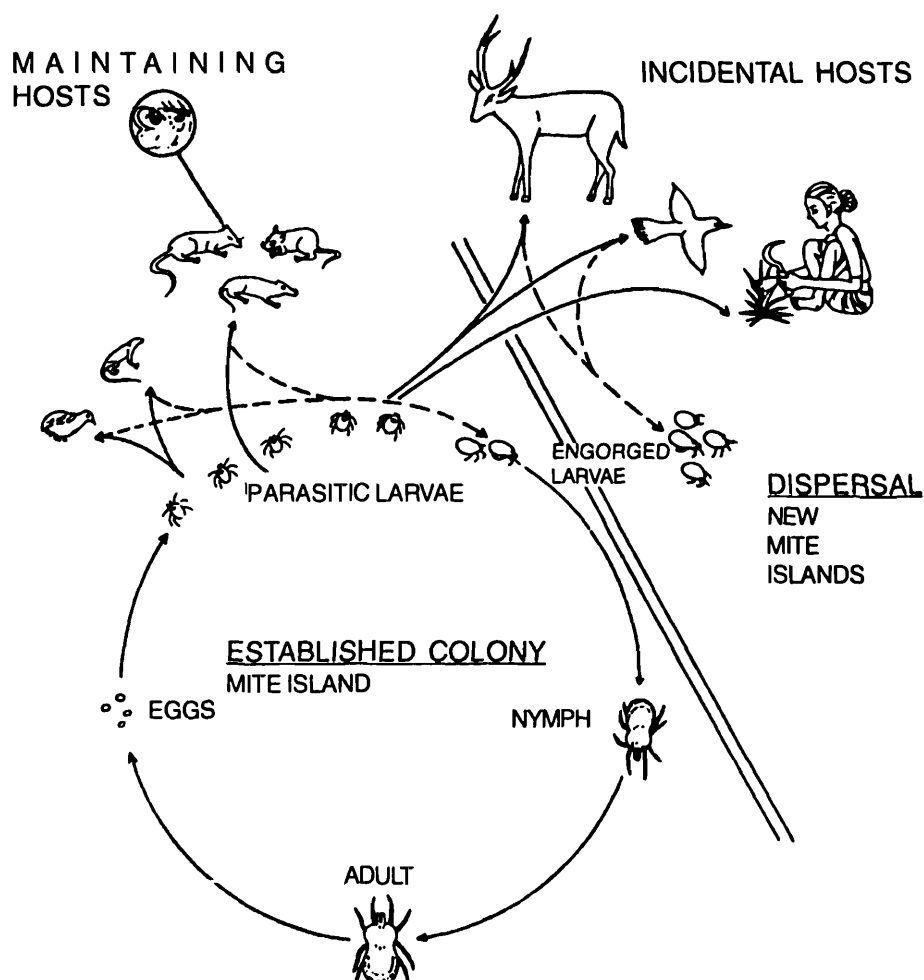 MAINTAINING
HOSTS
INCIDENTAL HOSTS
ENGORGED
LARVAE
PARASITIC LARVAE
DISPERSAL
NEW
MITE
ISLANDS
ESTABLISHED COLONY
MITE ISLAND
EGGS
NYMPH
ADULT